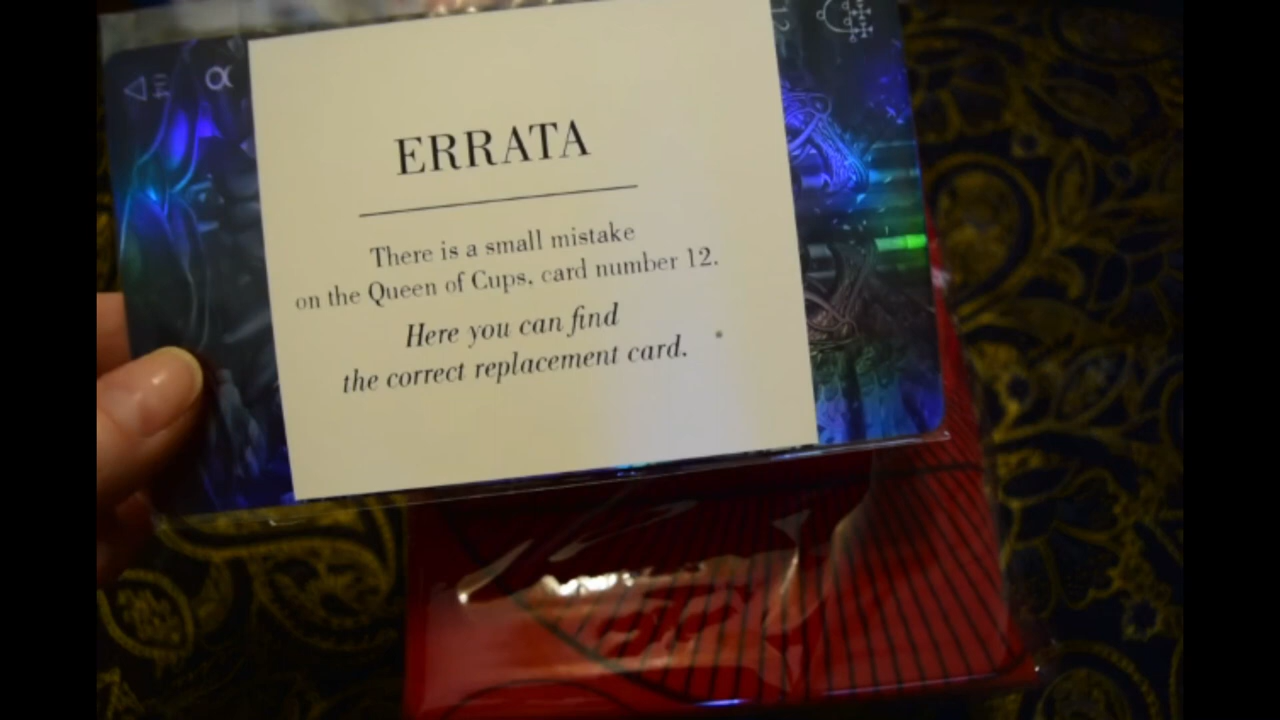 ERRATA
There is a small mistake
on the Queen of Cups, card number 12.
Here you can find
the correct replacement card.
α
12